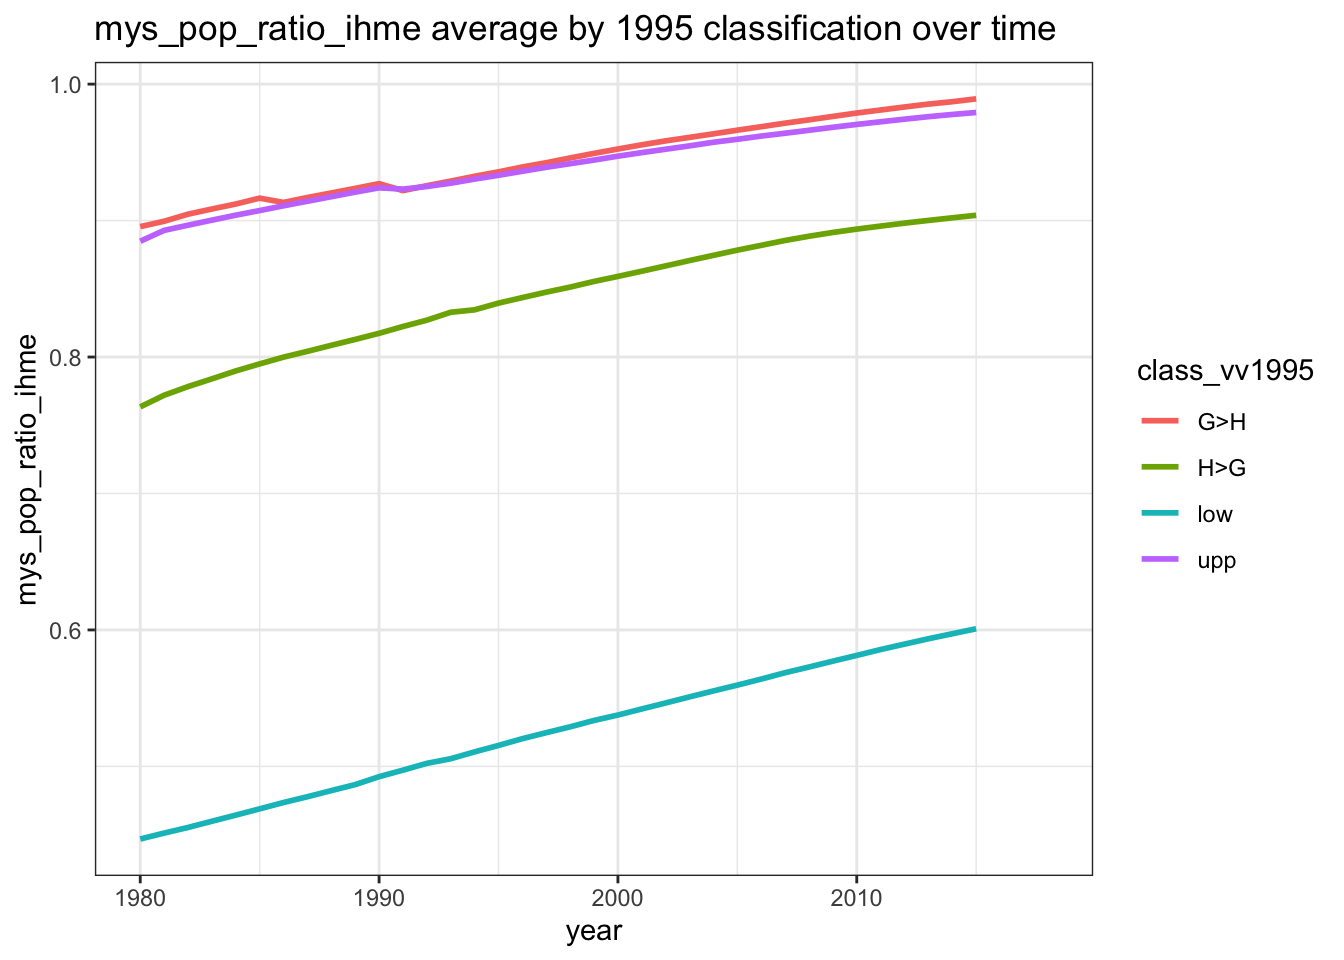 mys_pop_ratio_ihme average by 1995 classification over time
mys_pop_ratio_ihme
1.0
0.8
0.6
1980 1990 2000 2010
year
class_vv1995
G>H
H>G
low
upp